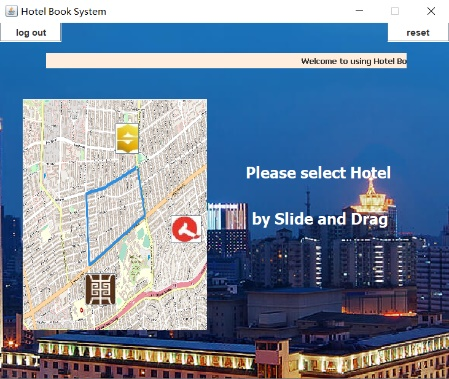 Hotel Book System
log out
reset
Welcome to using Hotel Bo
Please select Hotel
by Slide and Drag